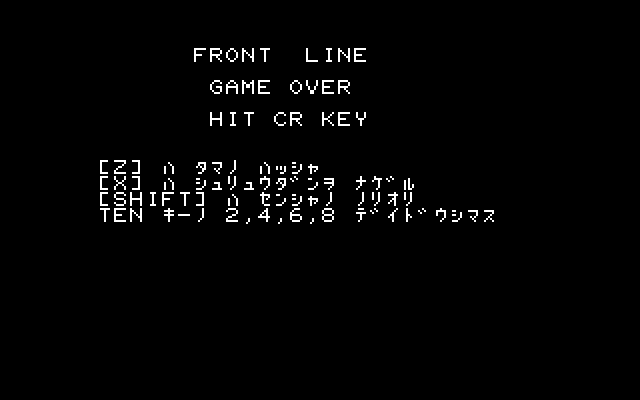 FRONT LINE
GAME OVER
HIT CR KEY
[Z] ハ タマノ ハッシャ
[X] ハ シュリュウダンヲ ナゲル
[SHIFT] ハ センシャノ ノリオリ
TEN キーノ 2,4,6,8 デイドウシマス